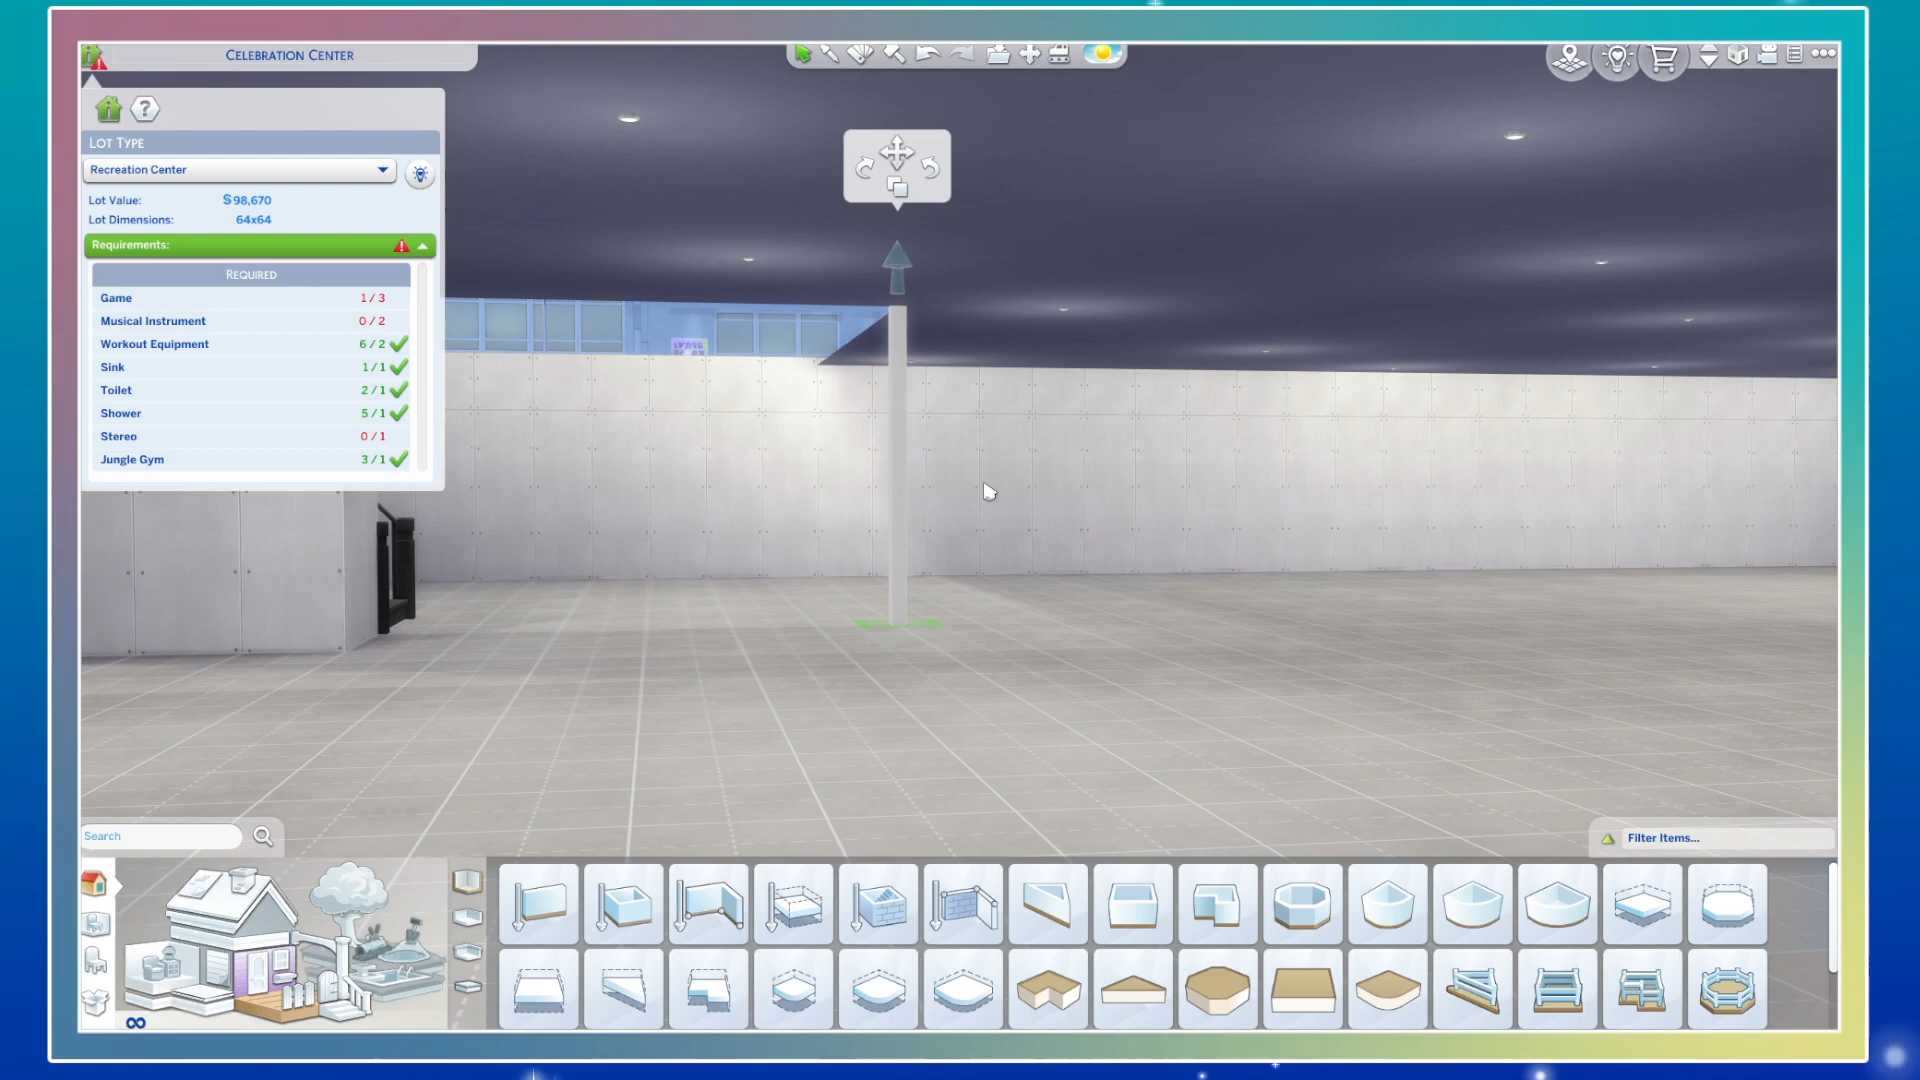 CELEBRATION CENTER
LOT TYPE
Recreation Center
Lot Value: §98,670
Lot Dimensions: 64x64
Requirements:
REQUIRED
Game 1 / 3
Musical Instrument 0 / 2
Workout Equipment 6 / 2
Sink 1 / 1
Toilet 2 / 1
Shower 5 / 1
Stereo 0 / 1
Jungle Gym 3 / 1
Search
Filter Items...